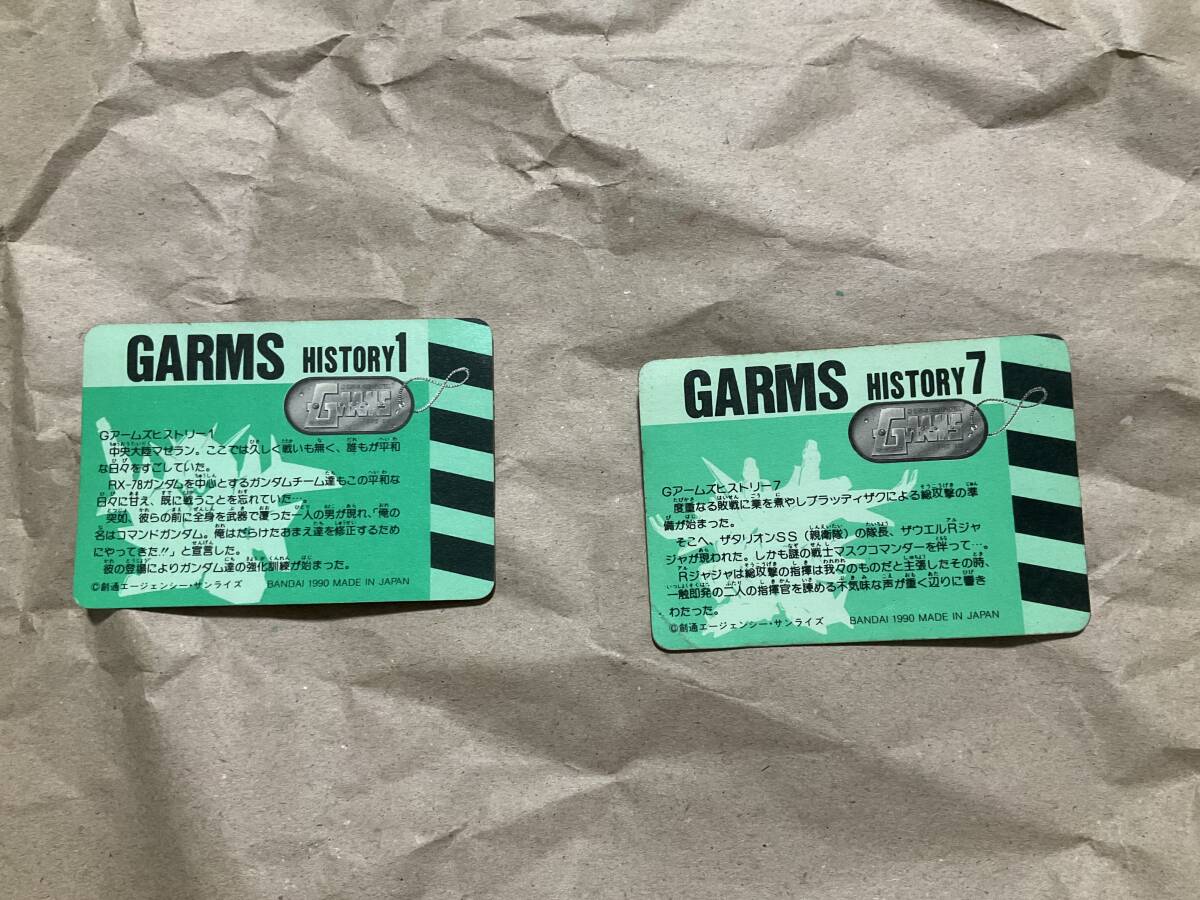 GARMS HISTORY1
GARMS
Gアームズヒストリー1
中央大陸マゼラン。ここでは久しく戦いも無く、誰もが平和
な日々をすごしていた。
RX-78ガンダムを中心とするガンダムチーム達もこの平和な
日々に甘え、既に戦うことを忘れていた…
突如、彼らの前に全身を武器で覆った一人の男が現れ、「俺の
名はコマンドガンダム。俺はだらけたおまえ達を修正するため
にやってきた!!」と宣言した。
彼の登場によりガンダム達の強化訓練が始まった。
©創通エージェンシー・サンライズ BANDAI 1990 MADE IN JAPAN
GARMS HISTORY7
GARMS
Gアームズヒストリー7
度重なる敗戦に業を煮やしブラッディザクによる総攻撃の準
備が始まった。
そこへ、ザタリオンSS(親衛隊)の隊長、ザウエルRジャ
ジャが現われた。しかも謎の戦士マスクコマンダーを伴って…。
Rジャジャは総攻撃の指揮は我々のものだと主張したその時、
一触即発の二人の指揮官を諫める不気味な声が重く辺りに響き
わたった。
©創通エージェンシー・サンライズ BANDAI 1990 MADE IN JAPAN